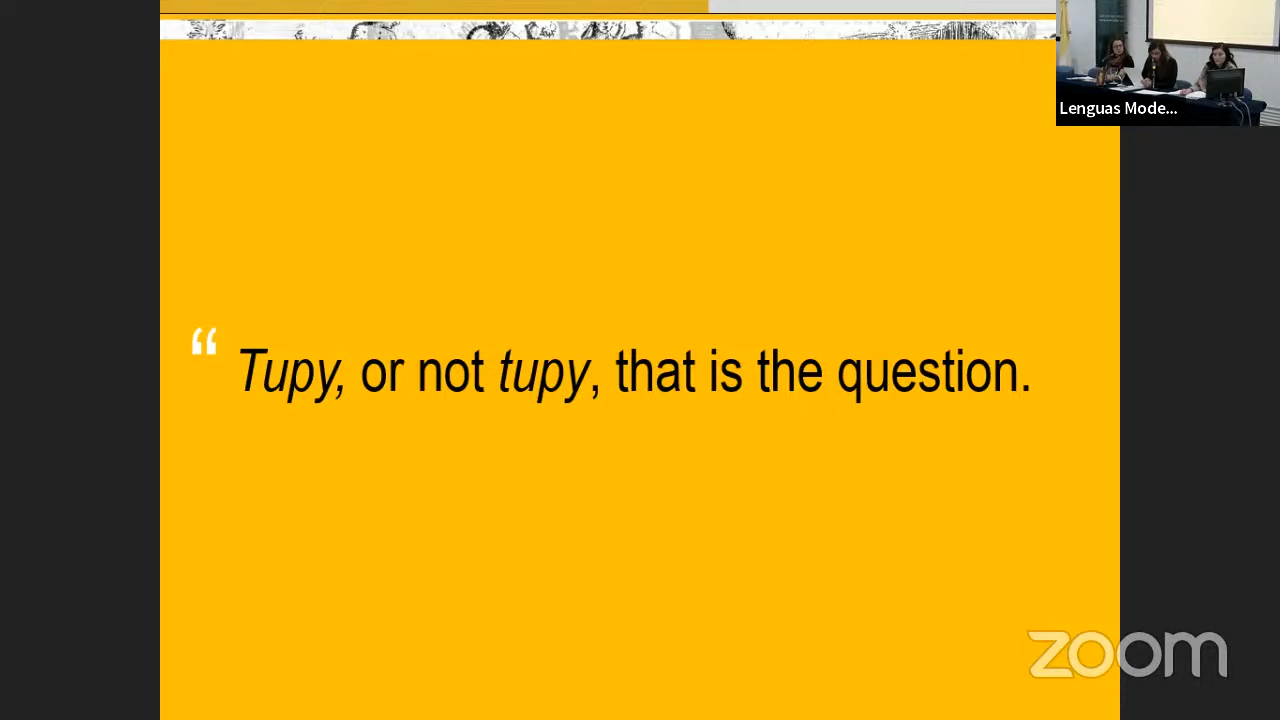 Lenguas Mode...
“ Tupy, or not tupy, that is the question.
zoom